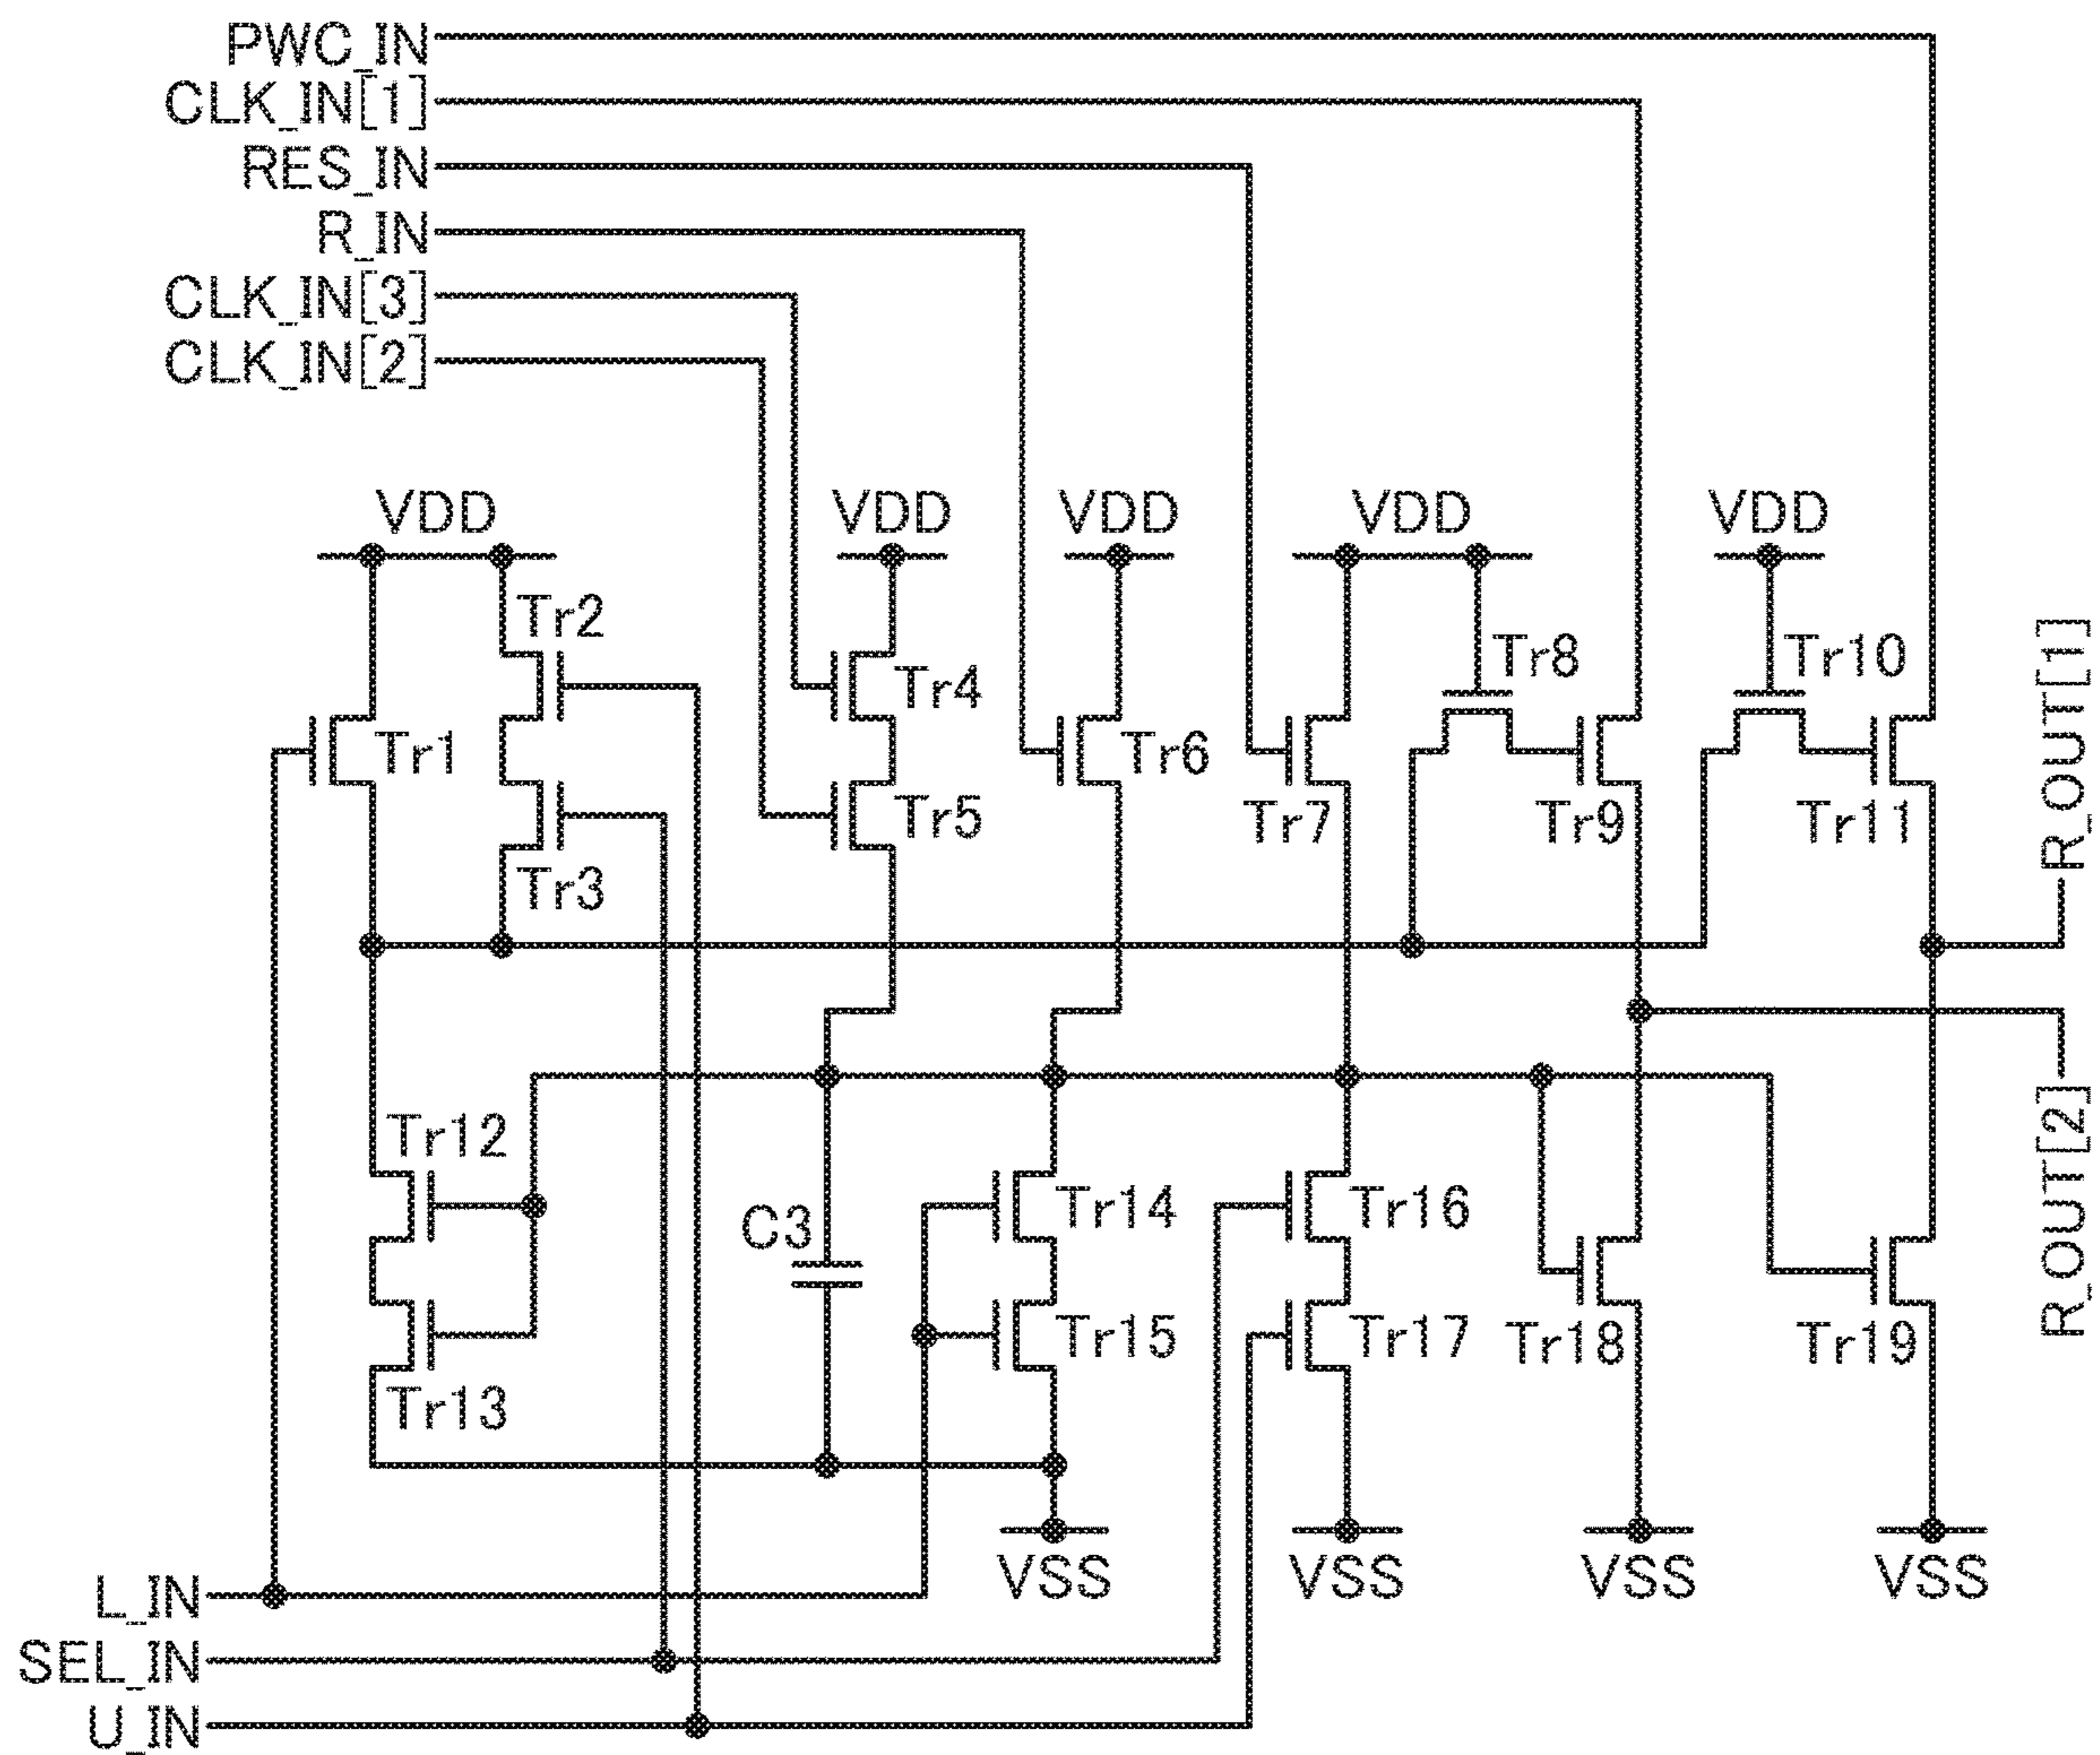 PWC_IN
CLK_IN[1]
RES_IN
R_IN
CLK_IN[3]
CLK_IN[2]
VDD
VDD
VDD
VDD
VDD
Tr2
Tr1
Tr3
Tr4
Tr5
Tr6
Tr7
Tr8
Tr9
Tr10
Tr11
R_OUT[1]
R_OUT[2]
Tr12
Tr13
C3
Tr14
Tr15
Tr16
Tr17
Tr18
Tr19
VSS
VSS
VSS
VSS
L_IN
SEL_IN
U_IN